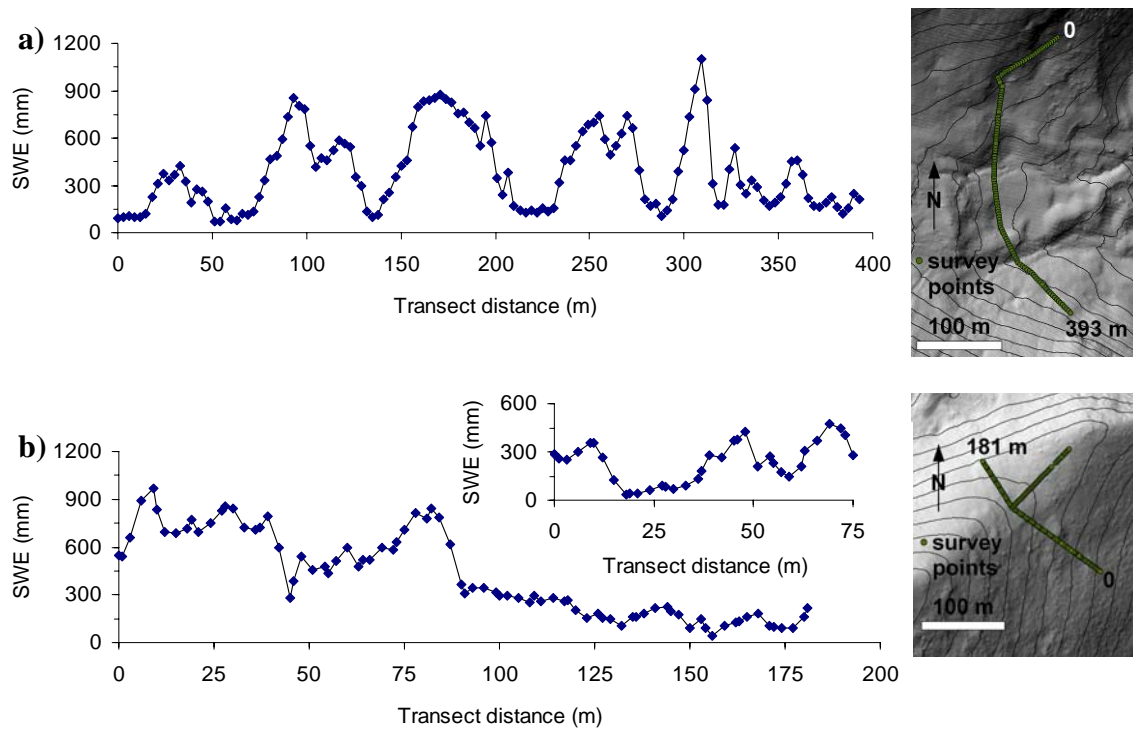 a)
1200
900
600
300
0
SWE (mm)
0 50 100 150 200 250 300 350 400
Transect distance (m)
0
N
survey
points
100 m
393 m
b)
1200
900
600
300
0
SWE (mm)
0 25 50 75 100 125 150 175 200
Transect distance (m)
600
300
0
SWE (mm)
0 25 50 75
Transect distance (m)
181 m
N
survey
points
0
100 m